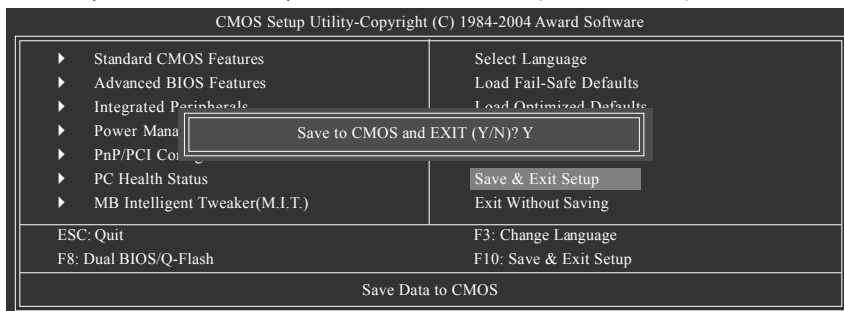 CMOS Setup Utility-Copyright (C) 1984-2004 Award Software
Standard CMOS Features
Advanced BIOS Features
Integrated Peripherals
Power Mana
PnP/PCI Co
PC Health Status
MB Intelligent Tweaker(M.I.T.)
Select Language
Load Fail-Safe Defaults
Load Optimized Defaults
Save & Exit Setup
Exit Without Saving
Save to CMOS and EXIT (Y/N)? Y
ESC: Quit
F3: Change Language
F8: Dual BIOS/Q-Flash
F10: Save & Exit Setup
Save Data to CMOS